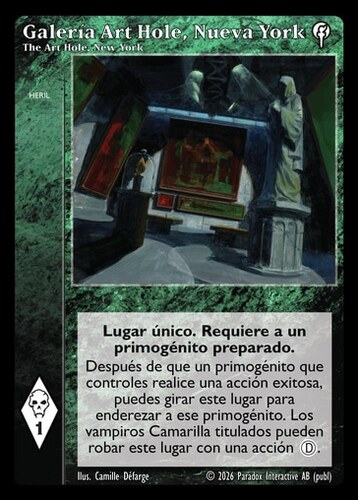 Galería Art Hole, Nueva York
The Art Hole, New York
HERIL
Lugar único. Requiere a un
primogénito preparado.
Después de que un primogénito que
controles realice una acción exitosa,
puedes girar este lugar para
enderezar a ese primogénito. Los
vampiros Camarilla titulados pueden
robar este lugar con una acción Ⓓ.
1
Ilus. Camille Défarge
© 2026 Paradox Interactive AB (publ)